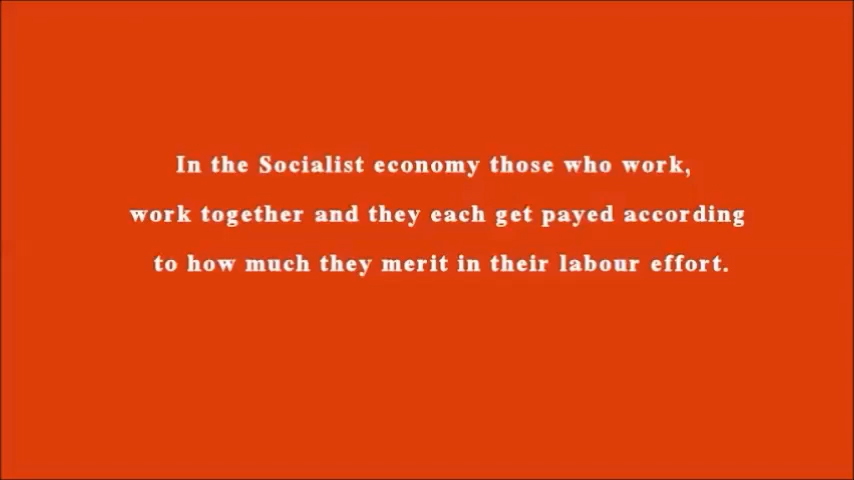 In the Socialist economy those who work,
work together and they each get payed according
to how much they merit in their labour effort.